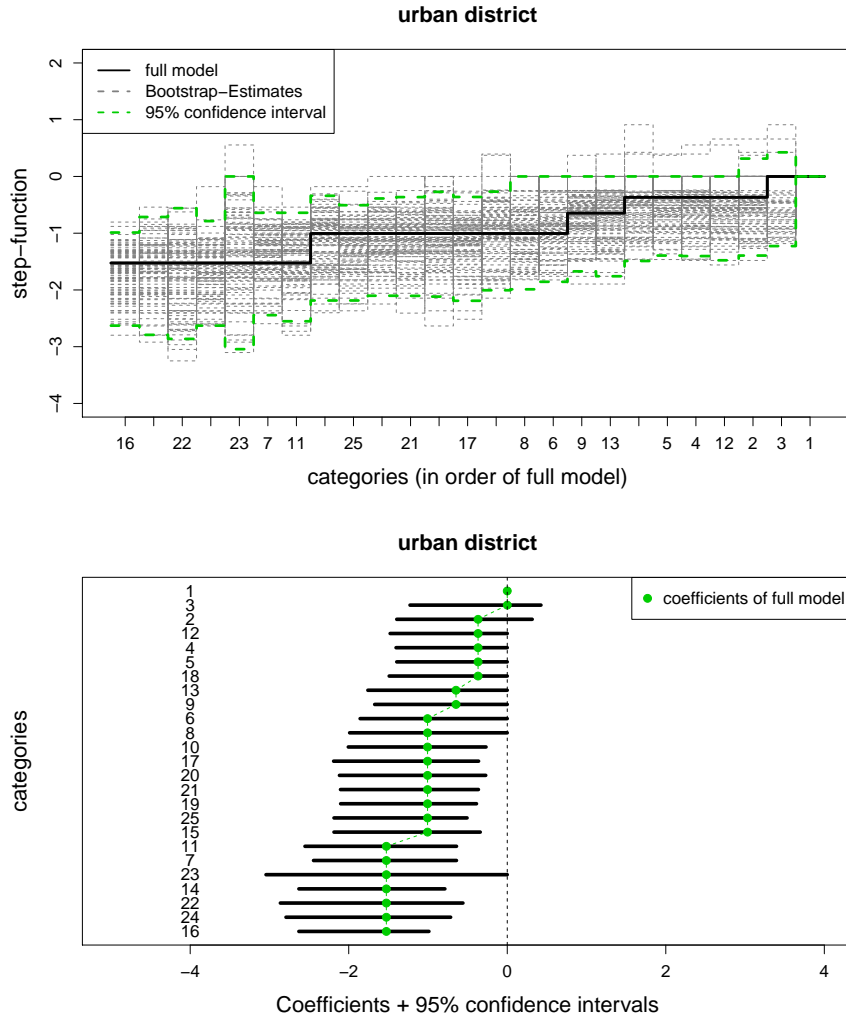 urban district
full model
Bootstrap−Estimates
95% confidence interval
step−function
2
1
0
−1
−2
−3
−4
16 22 23 7 11 25 21 17 8 6 9 13 5 4 12 2 3 1
categories (in order of full model)
urban district
coefficients of full model
categories
1
3
2
12
4
5
18
13
9
6
8
10
17
20
21
19
25
15
11
7
23
14
22
24
16
−4 −2 0 2 4
Coefficients + 95% confidence intervals